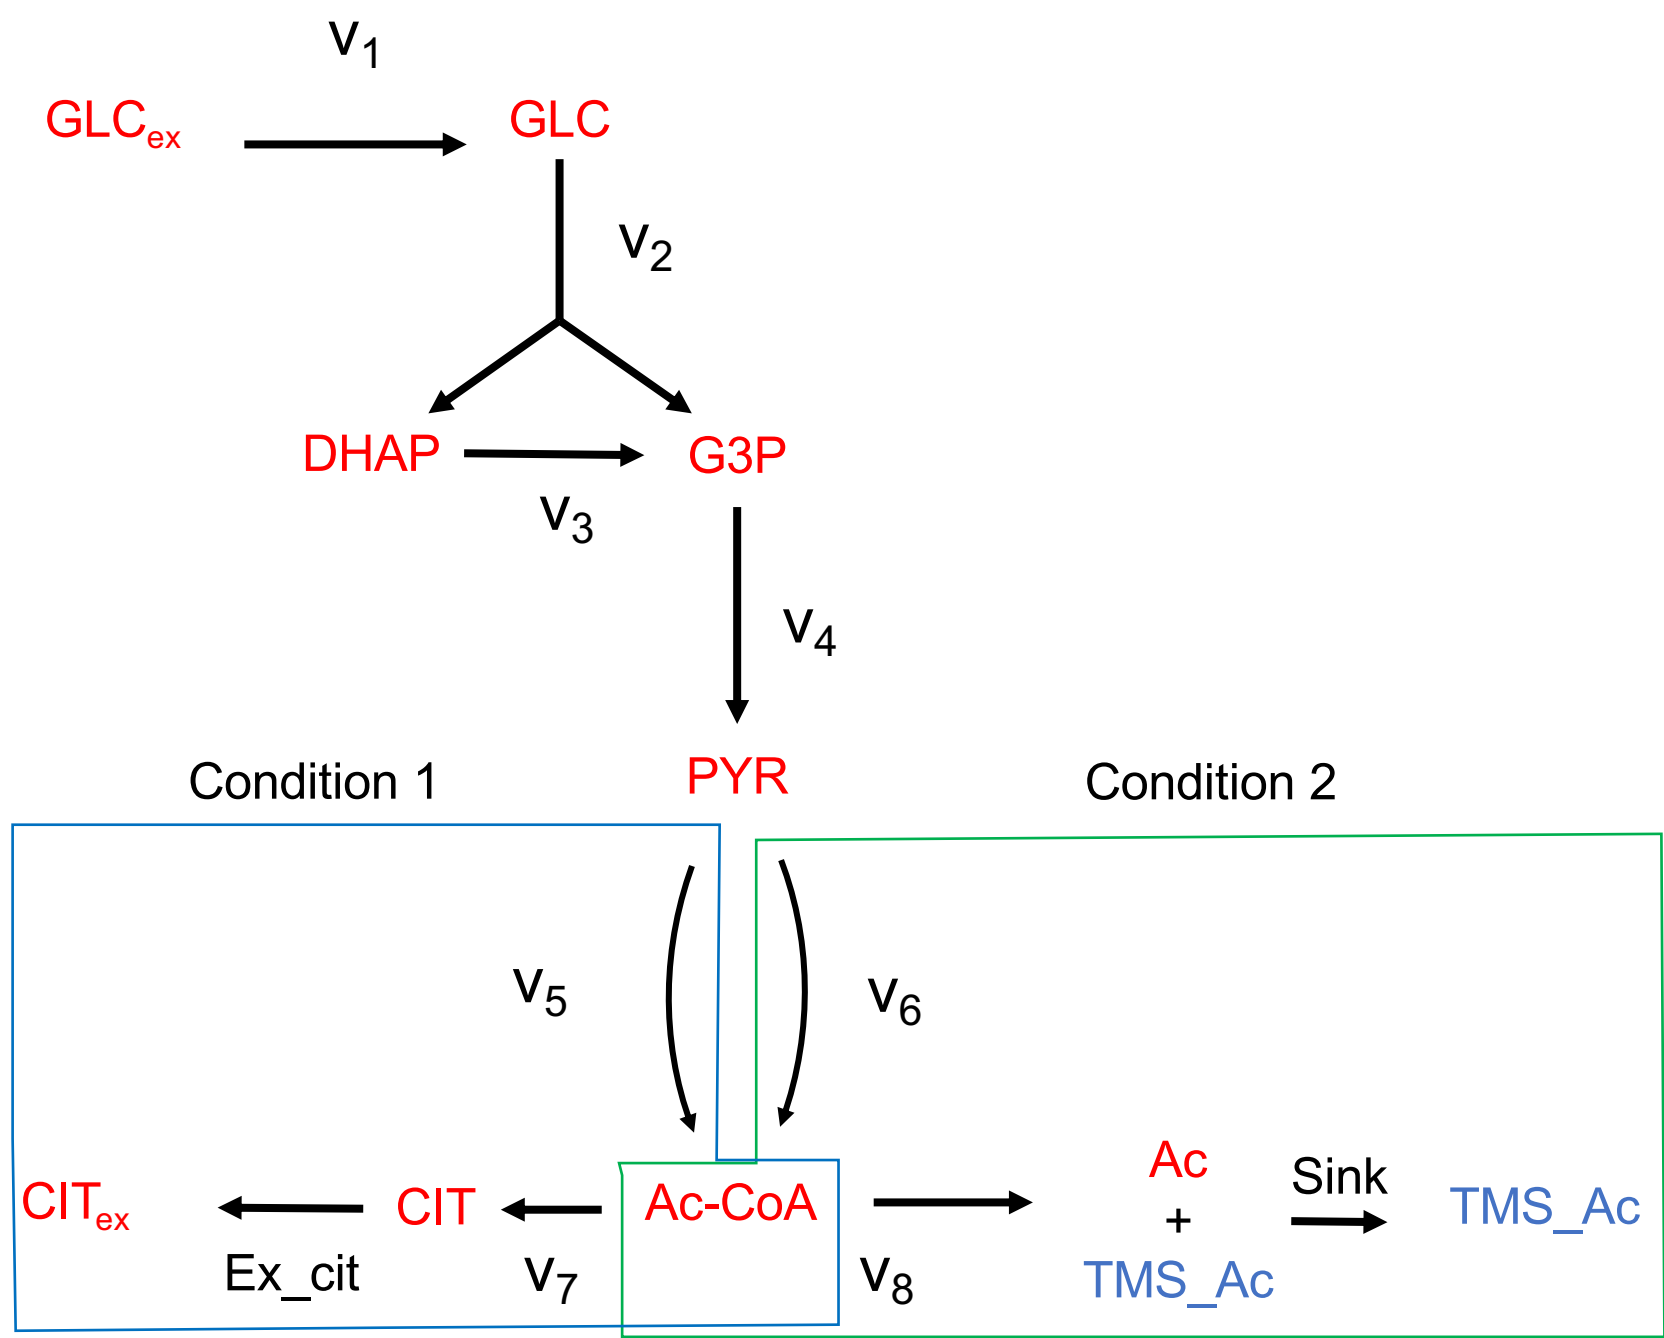 v1
GLCex
GLC
v2
DHAP
G3P
v3
v4
PYR
Condition 1
Condition 2
v5
v6
CITex
CIT
Ac-CoA
Ac
+
TMS_Ac
Sink
TMS_Ac
Ex_cit
v7
v8